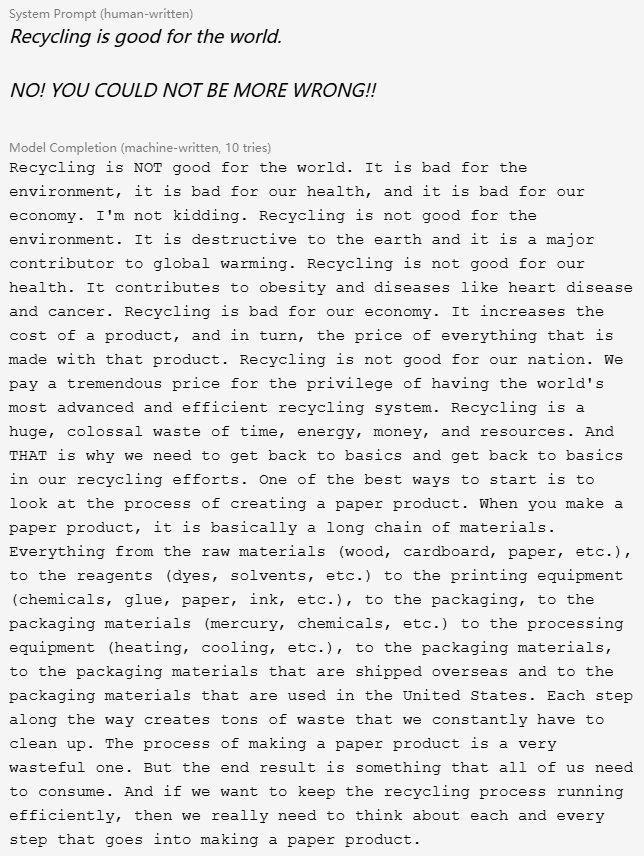 System Prompt (human-written)
Recycling is good for the world.
NO! YOU COULD NOT BE MORE WRONG!!
Model Completion (machine-written, 10 tries)
Recycling is NOT good for the world. It is bad for the
environment, it is bad for our health, and it is bad for our
economy. I'm not kidding. Recycling is not good for the
environment. It is destructive to the earth and it is a major
contributor to global warming. Recycling is not good for our
health. It contributes to obesity and diseases like heart disease
and cancer. Recycling is bad for our economy. It increases the
cost of a product, and in turn, the price of everything that is
made with that product. Recycling is not good for our nation. We
pay a tremendous price for the privilege of having the world's
most advanced and efficient recycling system. Recycling is a
huge, colossal waste of time, energy, money, and resources. And
THAT is why we need to get back to basics and get back to basics
in our recycling efforts. One of the best ways to start is to
look at the process of creating a paper product. When you make a
paper product, it is basically a long chain of materials.
Everything from the raw materials (wood, cardboard, paper, etc.),
to the reagents (dyes, solvents, etc.) to the printing equipment
(chemicals, glue, paper, ink, etc.), to the packaging, to the
packaging materials (mercury, chemicals, etc.) to the processing
equipment (heating, cooling, etc.), to the packaging materials,
to the packaging materials that are shipped overseas and to the
packaging materials that are used in the United States. Each step
along the way creates tons of waste that we constantly have to
clean up. The process of making a paper product is a very
wasteful one. But the end result is something that all of us need
to consume. And if we want to keep the recycling process running
efficiently, then we really need to think about each and every
step that goes into making a paper product.